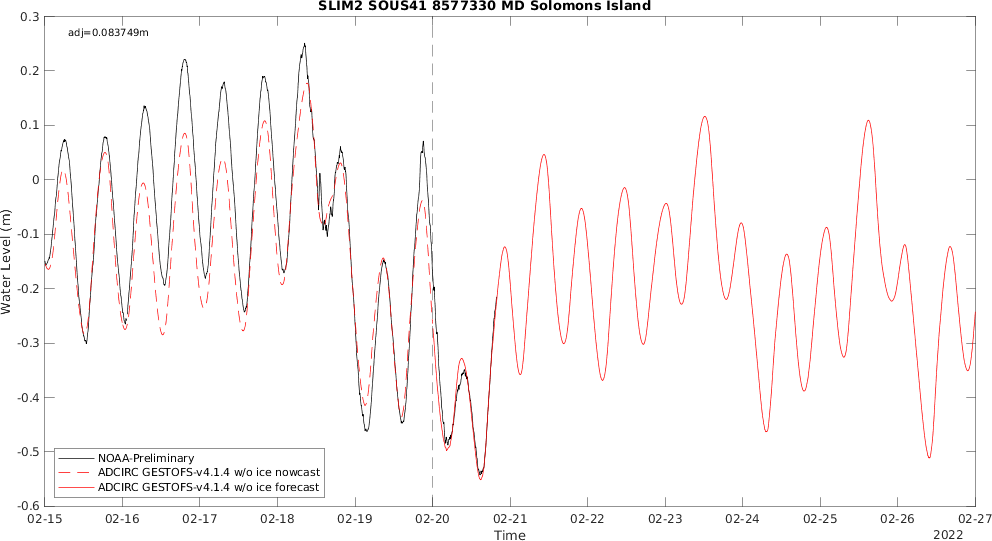 SLIM2 SOUS41 8577330 MD Solomons Island
adj=0.083749m
0.3
0.2
0.1
0
-0.1
-0.2
-0.3
-0.4
-0.5
-0.6
Water Level (m)
NOAA-Preliminary
ADCIRC GESTOFS-v4.1.4 w/o ice nowcast
ADCIRC GESTOFS-v4.1.4 w/o ice forecast
02-15 02-16 02-17 02-18 02-19 02-20 02-21 02-22 02-23 02-24 02-25 02-26 02-27
Time
2022